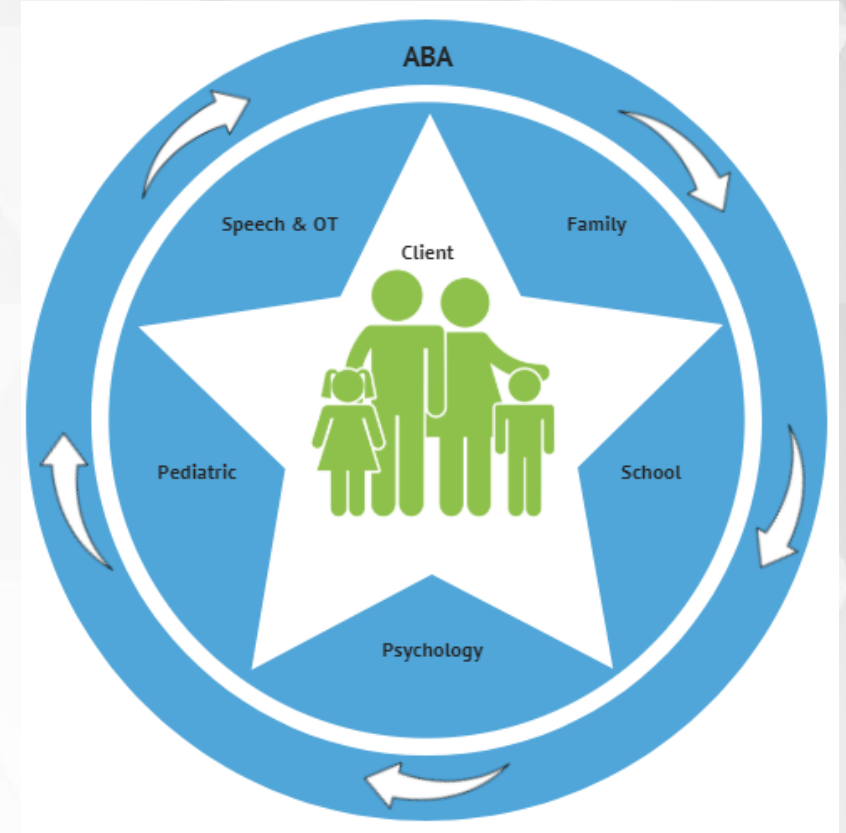 ABA
Speech & OT
Family
Client
Pediatric
School
Psychology